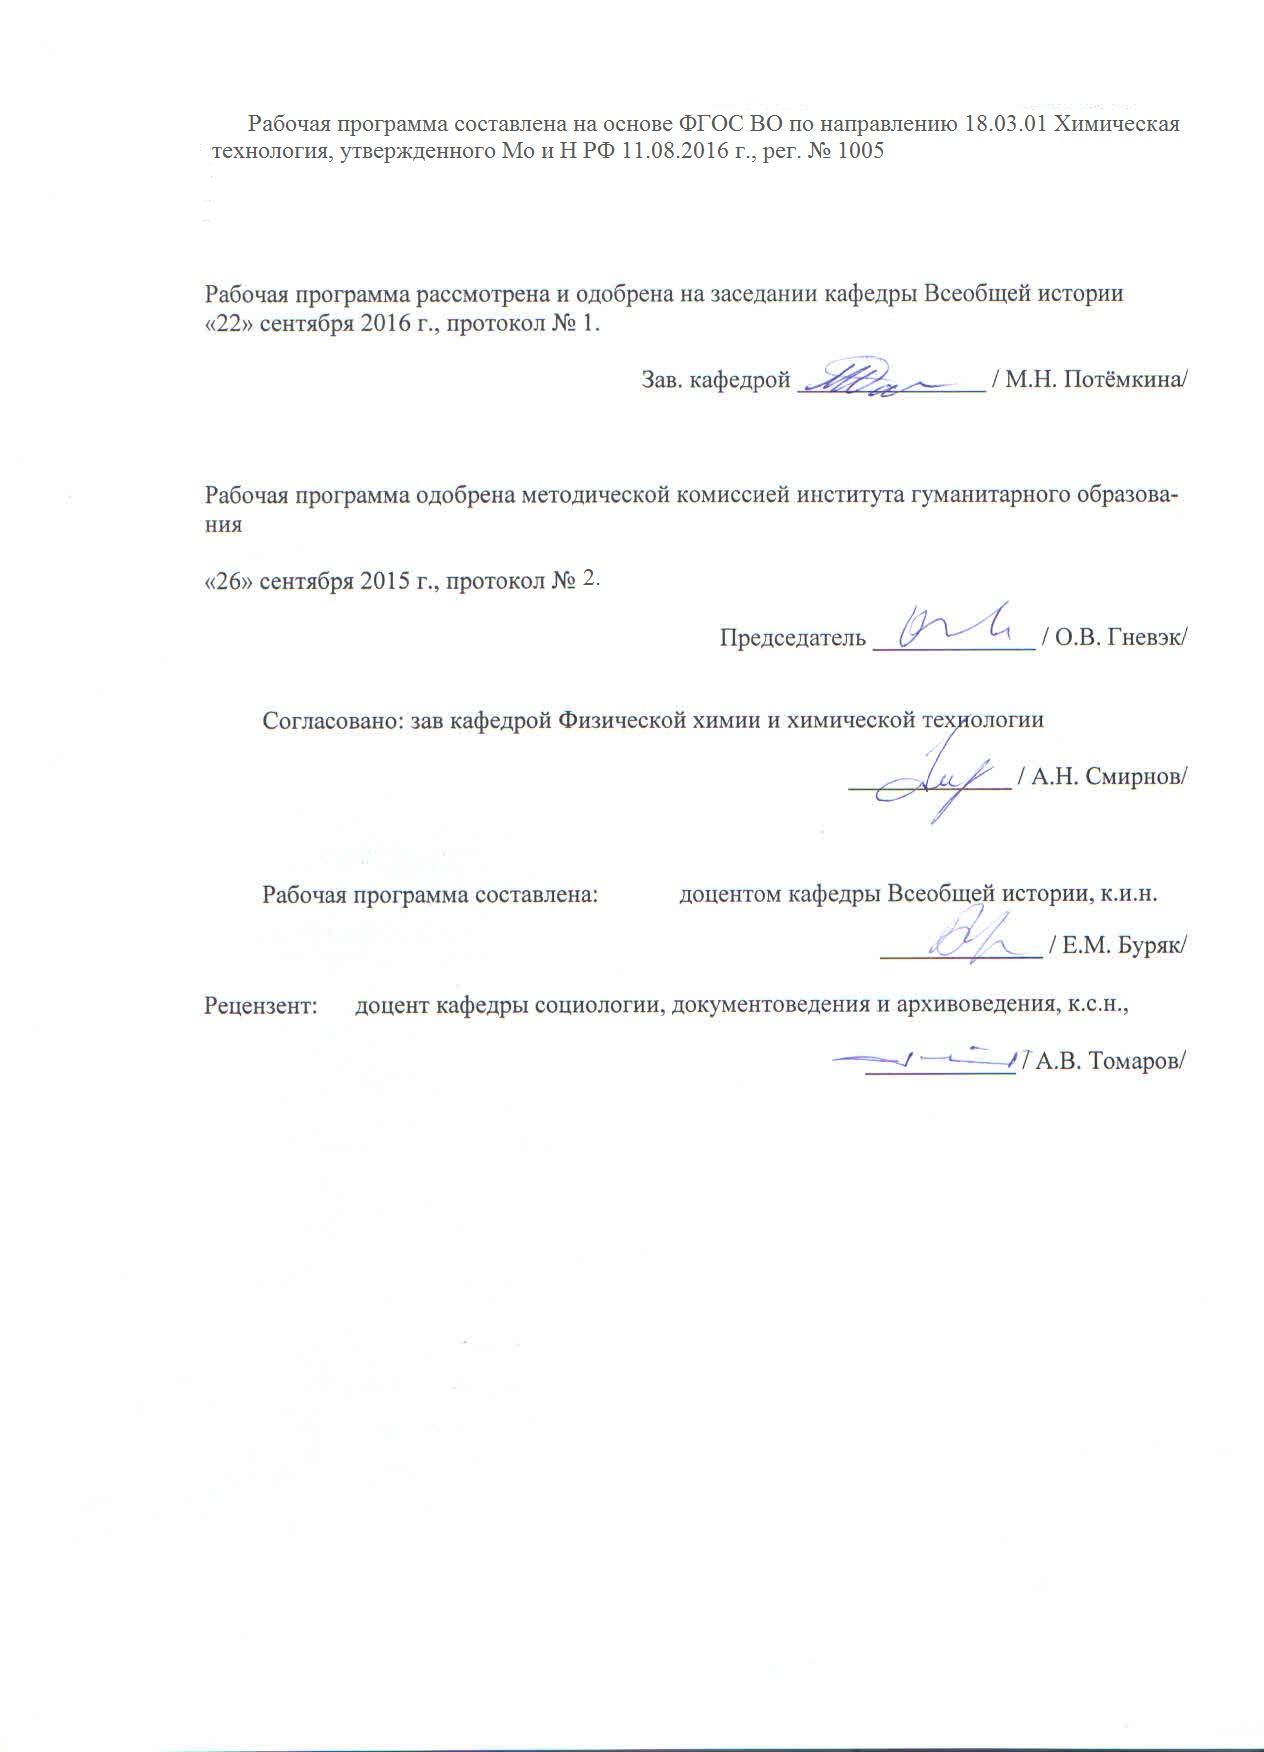 Рабочая программа составлена на основе ФГОС ВО по направлению 18.03.01 Химическая
технология, утвержденного Мо и Н РФ 11.08.2016 г., рег. № 1005
Рабочая программа рассмотрена и одобрена на заседании кафедры Всеобщей истории
«22» сентября 2016 г., протокол № 1.
Зав. кафедрой / М.Н. Потёмкина/
Рабочая программа одобрена методической комиссией института гуманитарного образова-
ния
«26» сентября 2015 г., протокол № 2.
Председатель / О.В. Гневэк/
Согласовано: зав кафедрой Физической химии и химической технологии
/ А.Н. Смирнов/
Рабочая программа составлена: доцентом кафедры Всеобщей истории, к.и.н.
/ Е.М. Буряк/
Рецензент: доцент кафедры социологии, документоведения и архивоведения, к.с.н.,
/ А.В. Томаров/